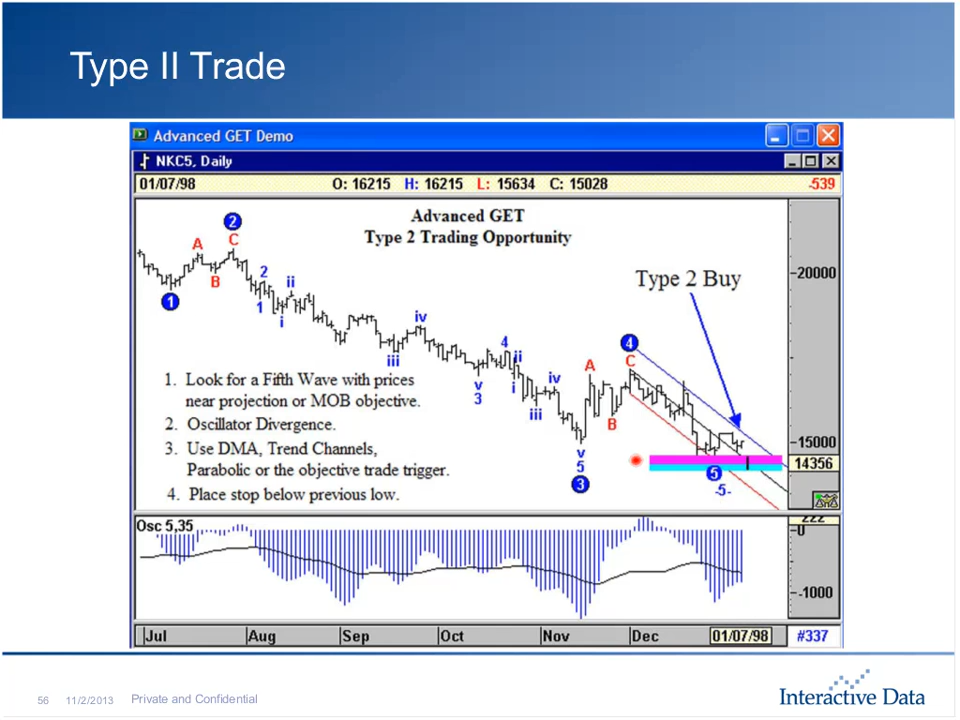 Type II Trade
Advanced GET Demo
NKC5, Daily
01/07/98 O: 16215 H: 16215 L: 15634 C: 15028 -539
Advanced GET
Type 2 Trading Opportunity
2
C
A
B
1
2
ii
1
i
iv
iii
4
ii
v
3
i
iv
iii
v
5
3
A
B
4
C
Type 2 Buy
5
-5-
20000
15000
14356
1. Look for a Fifth Wave with prices
near projection or MOB objective.
2. Oscillator Divergence.
3. Use DMA, Trend Channels,
Parabolic or the objective trade trigger.
4. Place stop below previous low.
Osc 5,35
222
0
-1000
Jul Aug Sep Oct Nov Dec 01/07/98 #337
56 11/2/2013 Private and Confidential
Interactive Data